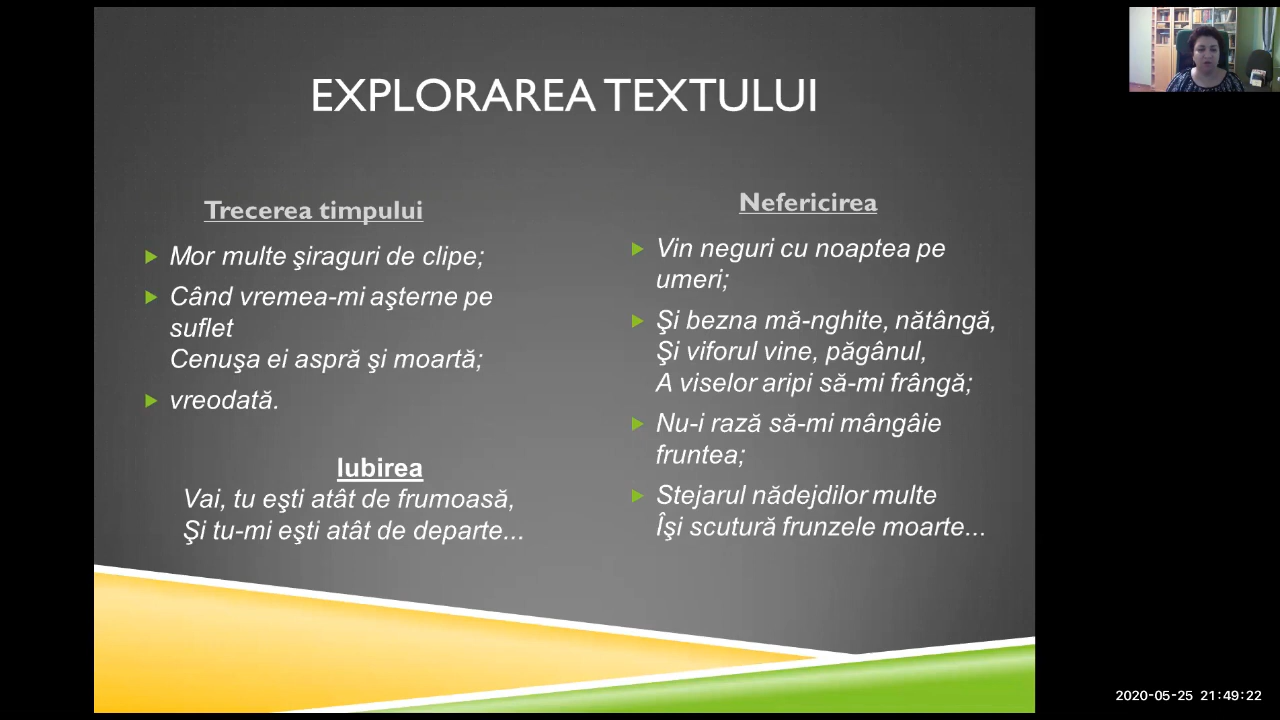 EXPLORAREA TEXTULUI
Trecerea timpului
Mor multe şiraguri de clipe;
Când vremea-mi aşterne pe
suflet
Cenuşa ei aspră şi moartă;
vreodată.
Iubirea
Vai, tu eşti atât de frumoasă,
Şi tu-mi eşti atât de departe...
Nefericirea
Vin neguri cu noaptea pe
umeri;
Şi bezna mă-nghite, nătângă,
Şi viforul vine, păgânul,
A viselor aripi să-mi frângă;
Nu-i rază să-mi mângâie
fruntea;
Stejarul nădejdilor multe
Îşi scutură frunzele moarte...
2020-05-25 21:49:22